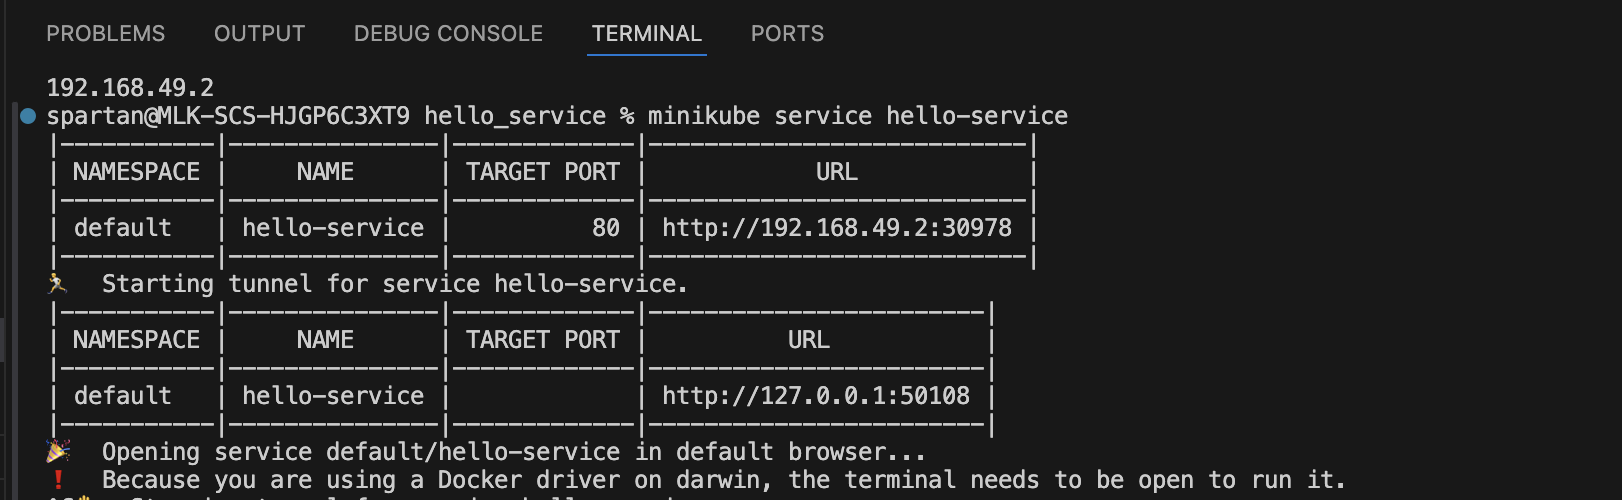 PROBLEMS OUTPUT DEBUG CONSOLE TERMINAL PORTS
192.168.49.2
spartan@MLK-SCS-HJGP6C3XT9 hello_service % minikube service hello-service
|-----------|---------------|-------------|---------------------------|
| NAMESPACE | NAME | TARGET PORT | URL |
|-----------|---------------|-------------|---------------------------|
| default | hello-service | 80 | http://192.168.49.2:30978 |
|-----------|---------------|-------------|---------------------------|
🏃 Starting tunnel for service hello-service.
|-----------|---------------|-------------|------------------------|
| NAMESPACE | NAME | TARGET PORT | URL |
|-----------|---------------|-------------|------------------------|
| default | hello-service | | http://127.0.0.1:50108 |
|-----------|---------------|-------------|------------------------|
🎉 Opening service default/hello-service in default browser...
❗ Because you are using a Docker driver on darwin, the terminal needs to be open to run it.